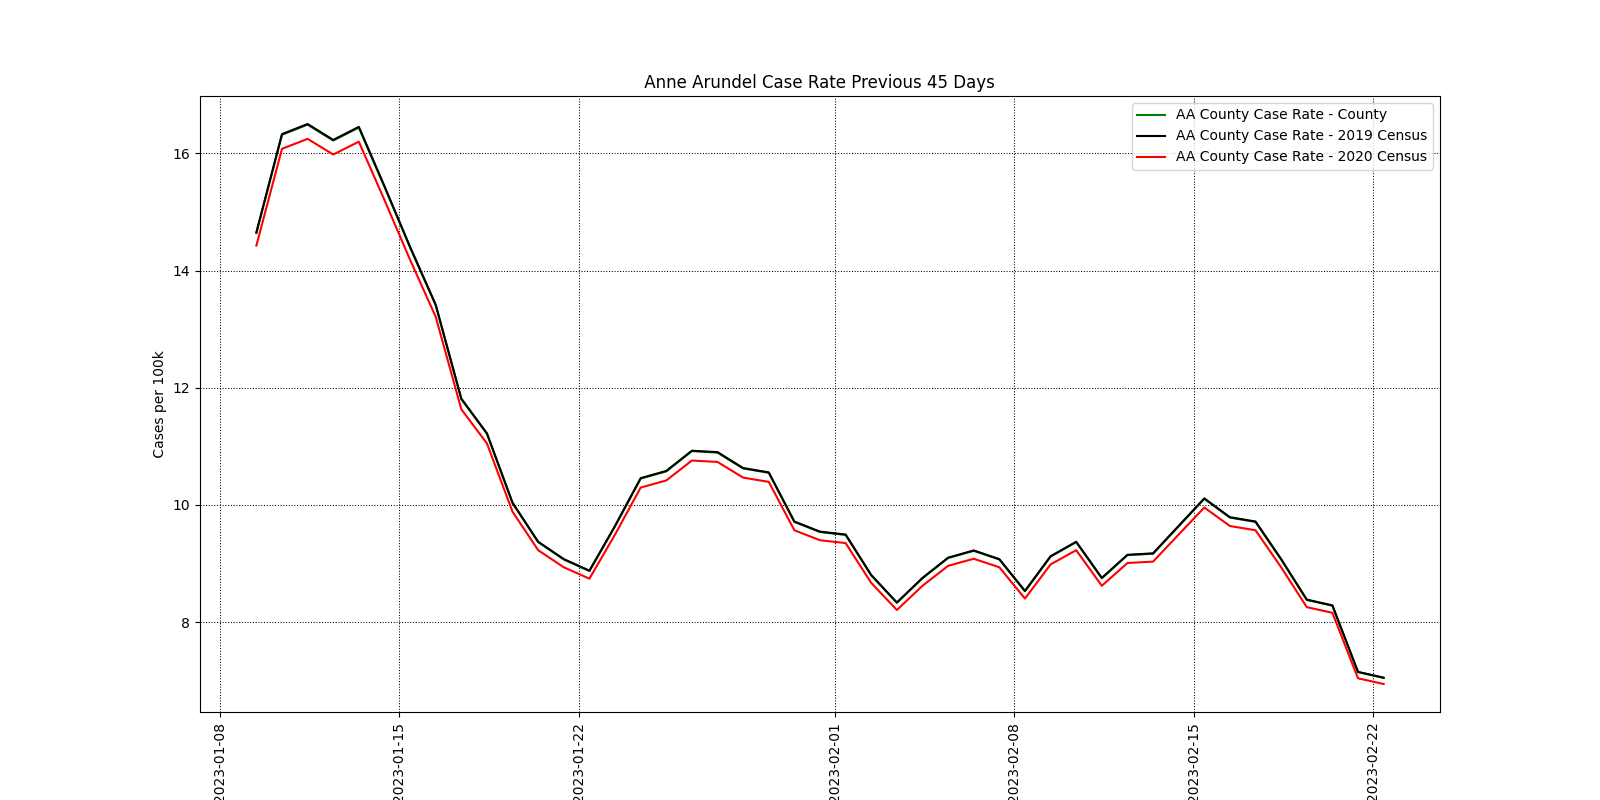 Anne Arundel Case Rate Previous 45 Days
AA County Case Rate - County
AA County Case Rate - 2019 Census
AA County Case Rate - 2020 Census
Cases per 100k
16
14
12
10
8
2023-01-08
2023-01-15
2023-01-22
2023-02-01
2023-02-08
2023-02-15
2023-02-22